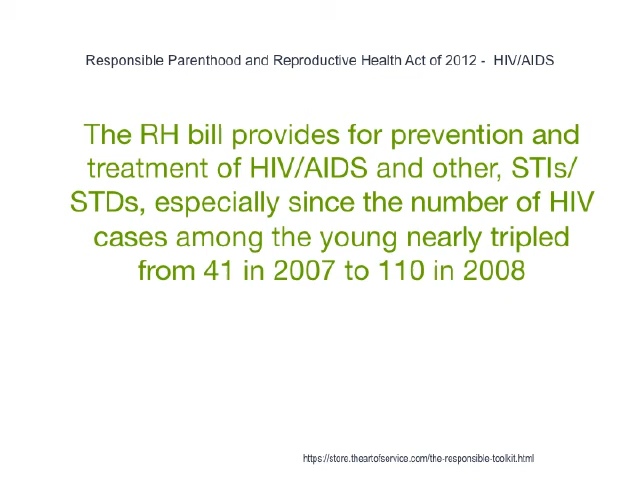 Responsible Parenthood and Reproductive Health Act of 2012 - HIV/AIDS
The RH bill provides for prevention and
treatment of HIV/AIDS and other, STIs/
STDs, especially since the number of HIV
cases among the young nearly tripled
from 41 in 2007 to 110 in 2008
https://store.theartofservice.com/the-responsible-toolkit.html